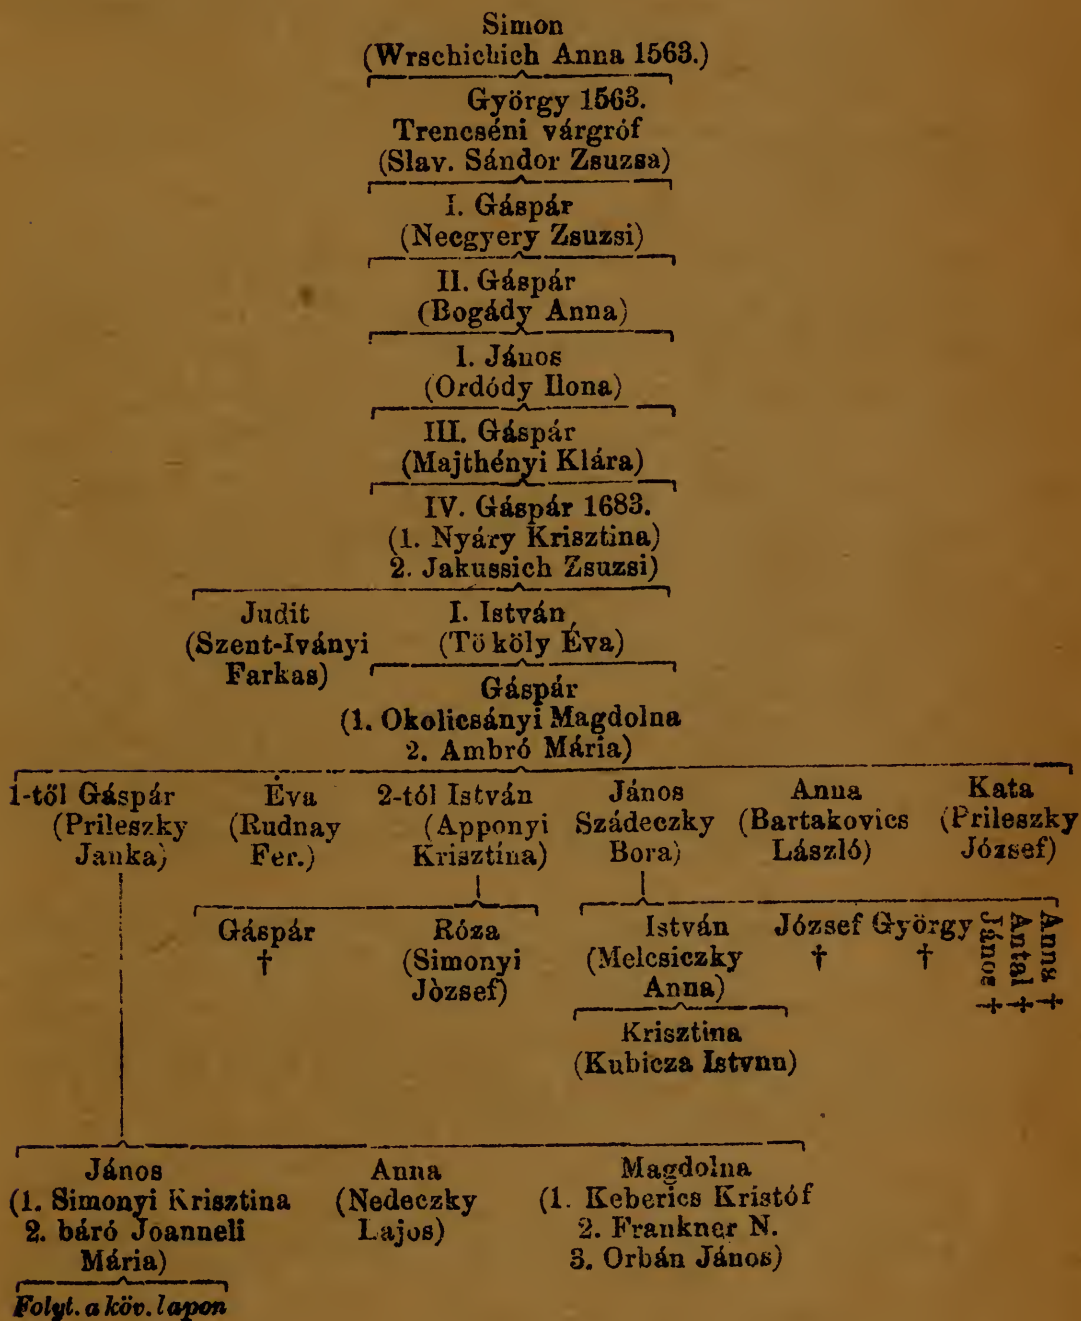 Simon
(Wrschichich Anna 1563.)
György 1563.
Trencséni várgróf
(Slav. Sándor Zsuzsa)
I. Gáspár
(Necgyery Zsuzsi)
II. Gáspár
(Bogády Anna)
I. János
(Ordódy Ilona)
III. Gáspár
(Majthényi Klára)
IV. Gáspár 1683.
(1. Nyáry Krisztina)
2. Jakussich Zsuzsi)
Judit I. István
(Szent-Iványi (Tököly Éva)
Farkas)
Gáspár
(1. Okolicsányi Magdolna
2. Ambró Mária)
1-től Gáspár Éva 2-tól István János Anna Kata
(Prileszky (Rudnay (Apponyi Szádeczky (Bartakovics (Prileszky
Janka) Fer.) Krisztina) Bora) László) József)
Gáspár Róza István József György János † Antal † Anna †
† (Simonyi (Melcsiczky † †
József) Anna)
Krisztina
(Kubicza Istvnn)
János Anna Magdolna
(1. Simonyi Krisztina (Nedeczky (1. Keberics Kristóf
2. báró Joanneli Lajos) 2. Frankner N.
Mária) 3. Orbán János)
Folyt. a köv. lapon